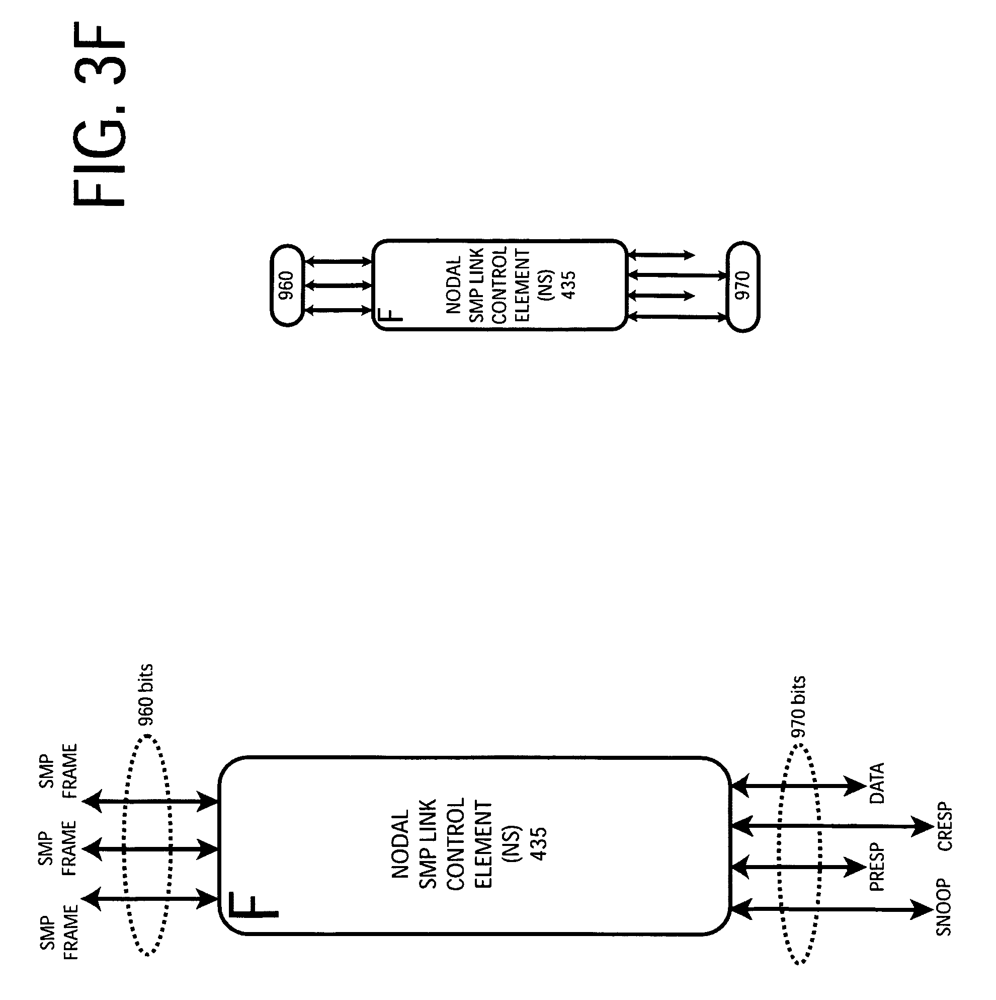 FIG. 3F
960
F
NODAL
SMP LINK
CONTROL
ELEMENT
(NS)
435
970
SMP
FRAME
SMP
FRAME
SMP
FRAME
960 bits
F
NODAL
SMP LINK
CONTROL
ELEMENT
(NS)
435
970 bits
SNOOP
PRESP
CRESP
DATA